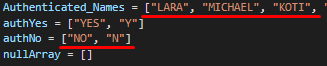 Authenticated_Names = ["LARA", "MICHAEL", "KOTI", "
authYes = ["YES", "Y"]
authNo = ["NO", "N"]
nullArray = []